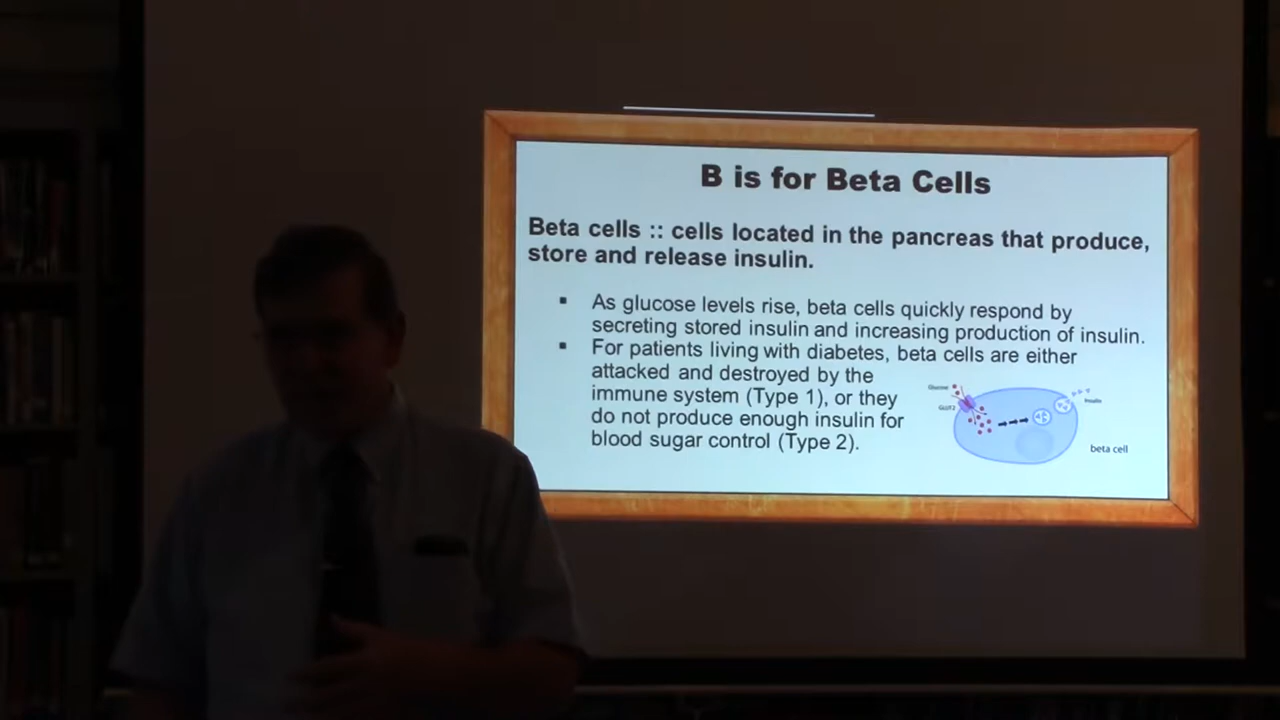 B is for Beta Cells
Beta cells :: cells located in the pancreas that produce,
store and release insulin.
▪ As glucose levels rise, beta cells quickly respond by
secreting stored insulin and increasing production of insulin.
▪ For patients living with diabetes, beta cells are either
attacked and destroyed by the
immune system (Type 1), or they
do not produce enough insulin for
blood sugar control (Type 2).
Glucose
GLUT2
Insulin
beta cell